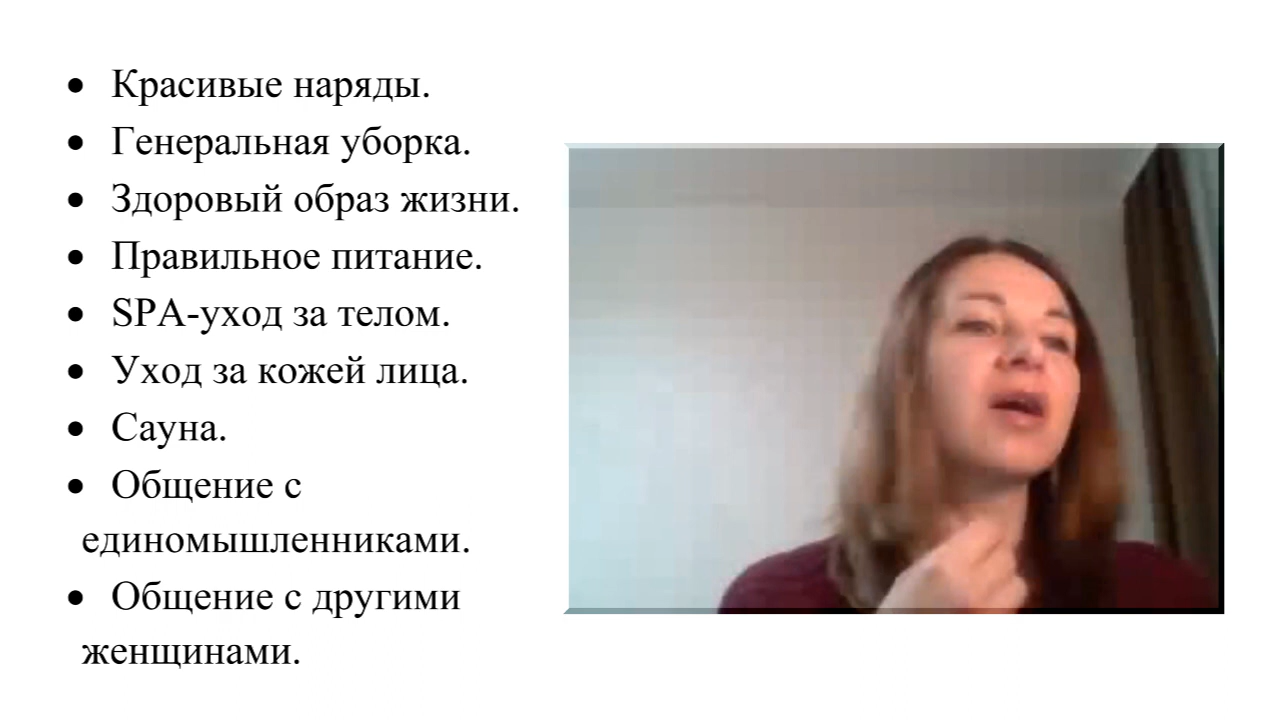 • Красивые наряды.
• Генеральная уборка.
• Здоровый образ жизни.
• Правильное питание.
• SPA-уход за телом.
• Уход за кожей лица.
• Сауна.
• Общение с
единомышленниками.
• Общение с другими
женщинами.